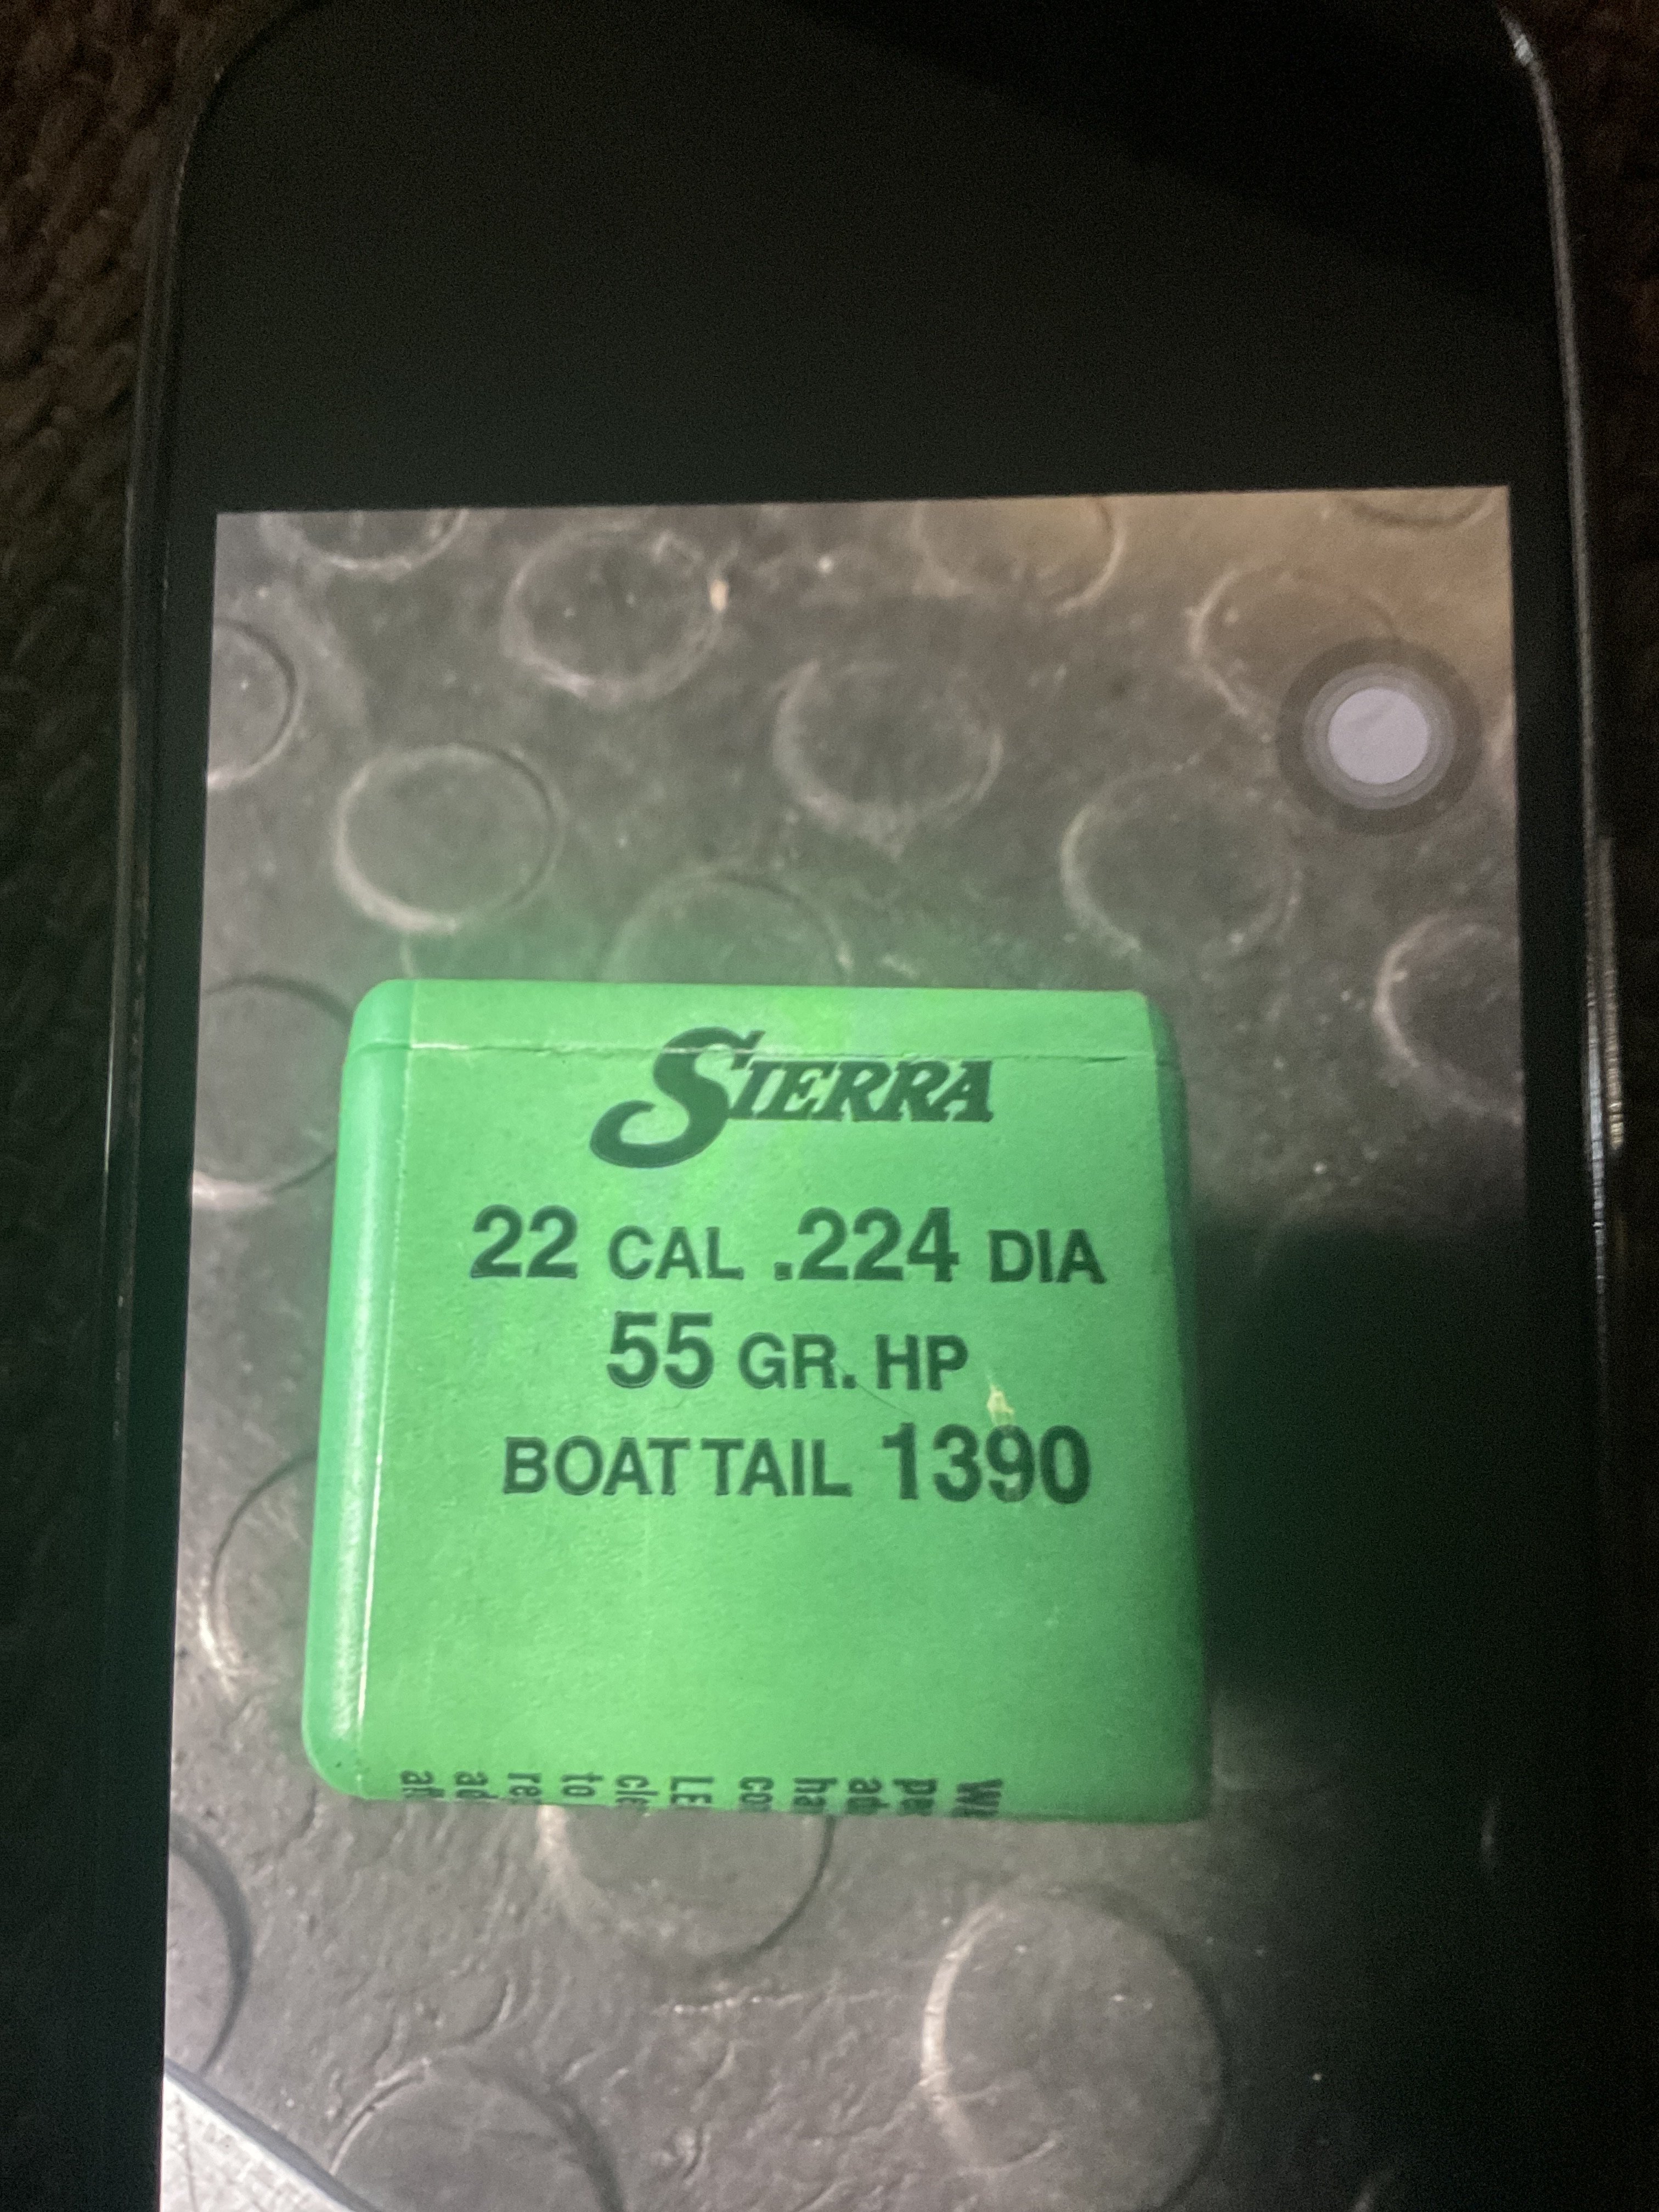 SIERRA
22 CAL .224 DIA
55 GR. HP
BOAT TAIL 1390